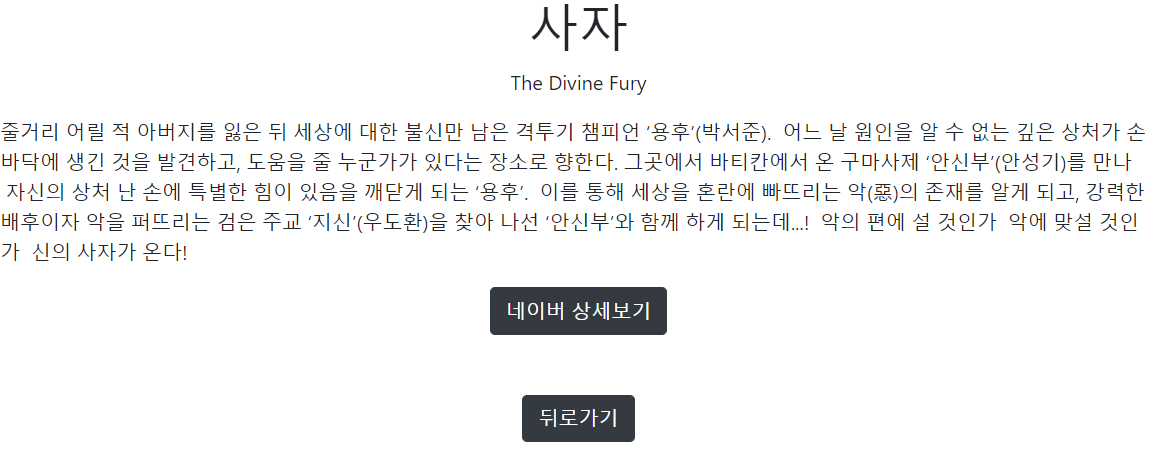 사자
The Divine Fury
줄거리 어릴 적 아버지를 잃은 뒤 세상에 대한 불신만 남은 격투기 챔피언 ‘용후’(박서준).  어느 날 원인을 알 수 없는 깊은 상처가 손
바닥에 생긴 것을 발견하고, 도움을 줄 누군가가 있다는 장소로 향한다. 그곳에서 바티칸에서 온 구마사제 ‘안신부’(안성기)를 만나
자신의 상처 난 손에 특별한 힘이 있음을 깨닫게 되는 ‘용후’.  이를 통해 세상을 혼란에 빠뜨리는 악(惡)의 존재를 알게 되고, 강력한
배후이자 악을 퍼뜨리는 검은 주교 ‘지신’(우도환)을 찾아 나선 ‘안신부’와 함께 하게 되는데...!  악의 편에 설 것인가  악에 맞설 것인
가  신의 사자가 온다!
네이버 상세보기
뒤로가기